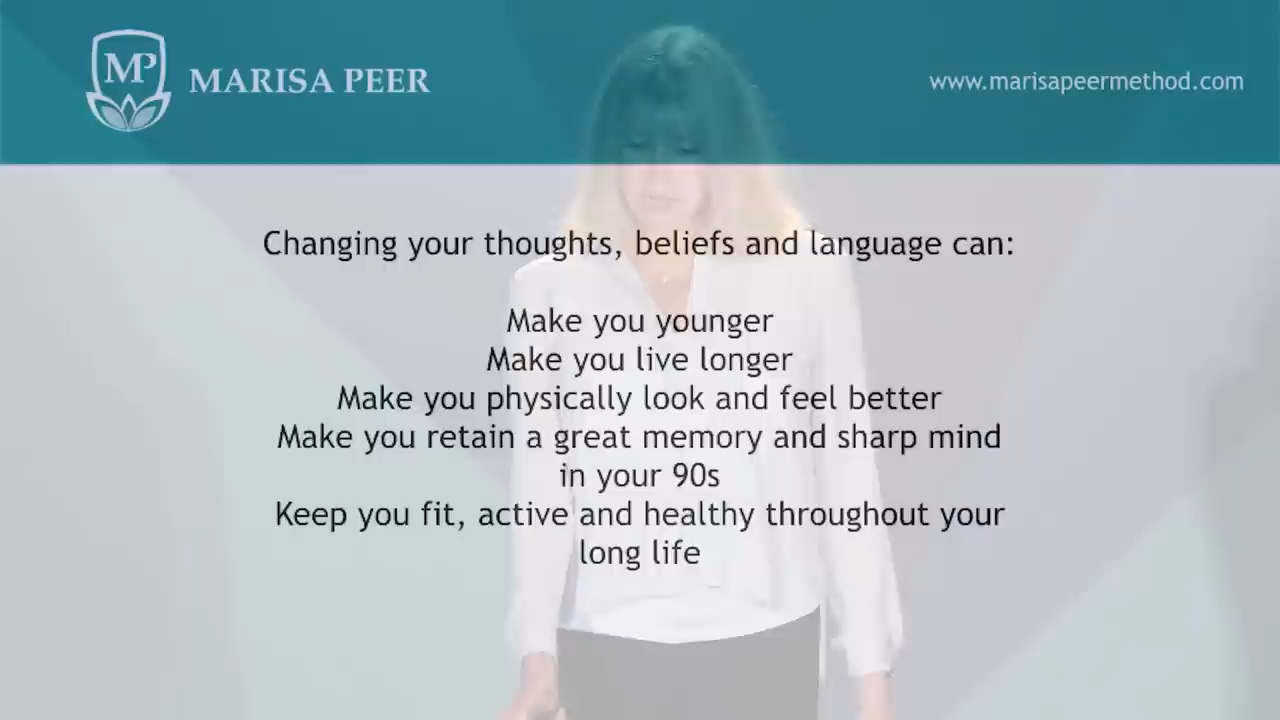 MP
MARISA PEER
www.marisapeermethod.com
Changing your thoughts, beliefs and language can:
Make you younger
Make you live longer
Make you physically look and feel better
Make you retain a great memory and sharp mind
in your 90s
Keep you fit, active and healthy throughout your
long life